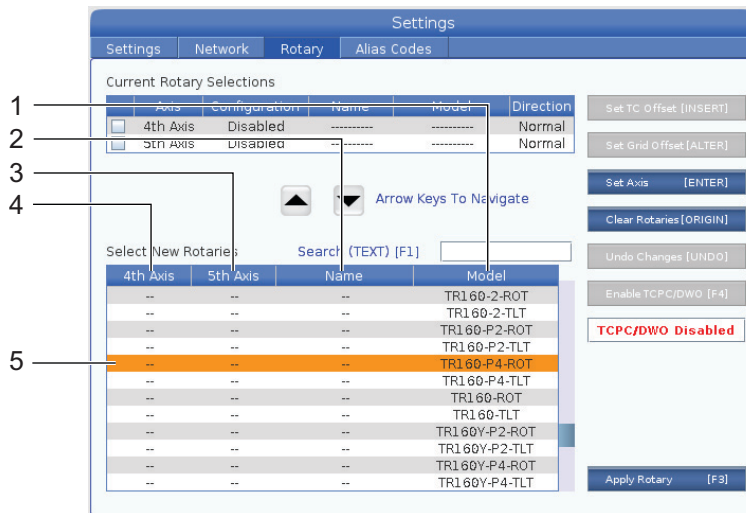 Settings
Settings Network Rotary Alias Codes
Current Rotary Selections
Axis Configuration Name Model Direction
4th Axis Disabled ---------- ---------- Normal
5th Axis Disabled ---------- ---------- Normal
Arrow Keys To Navigate
Select New Rotaries Search (TEXT) [F1]
4th Axis 5th Axis Name Model
-- -- -- TR160-2-ROT
-- -- -- TR160-2-TLT
-- -- -- TR160-P2-ROT
-- -- -- TR160-P2-TLT
-- -- -- TR160-P4-ROT
-- -- -- TR160-P4-TLT
-- -- -- TR160-ROT
-- -- -- TR160-TLT
-- -- -- TR160Y-P2-ROT
-- -- -- TR160Y-P2-TLT
-- -- -- TR160Y-P4-ROT
-- -- -- TR160Y-P4-TLT
Set TC Offset [INSERT]
Set Grid Offset [ALTER]
Set Axis [ENTER]
Clear Rotaries [ORIGIN]
Undo Changes [UNDO]
Enable TCPC/DWO [F4]
TCPC/DWO Disabled
Apply Rotary [F3]
1
2
3
4
5